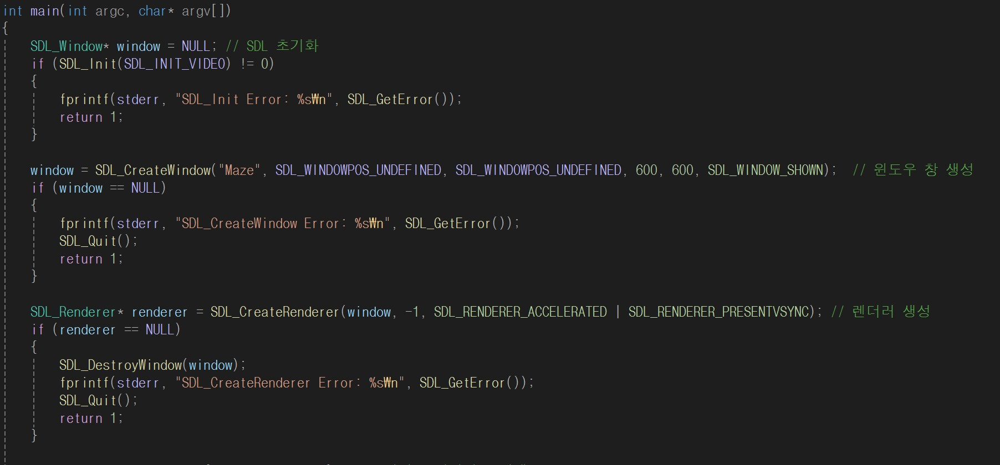 int main(int argc, char* argv[])
{
SDL_Window* window = NULL; // SDL 초기화
if (SDL_Init(SDL_INIT_VIDEO) != 0)
{
fprintf(stderr, "SDL_Init Error: %s₩n", SDL_GetError());
return 1;
}
window = SDL_CreateWindow("Maze", SDL_WINDOWPOS_UNDEFINED, SDL_WINDOWPOS_UNDEFINED, 600, 600, SDL_WINDOW_SHOWN); // 윈도우 창 생성
if (window == NULL)
{
fprintf(stderr, "SDL_CreateWindow Error: %s₩n", SDL_GetError());
SDL_Quit();
return 1;
}
SDL_Renderer* renderer = SDL_CreateRenderer(window, -1, SDL_RENDERER_ACCELERATED | SDL_RENDERER_PRESENTVSYNC); // 렌더러 생성
if (renderer == NULL)
{
SDL_DestroyWindow(window);
fprintf(stderr, "SDL_CreateRenderer Error: %s₩n", SDL_GetError());
SDL_Quit();
return 1;
}